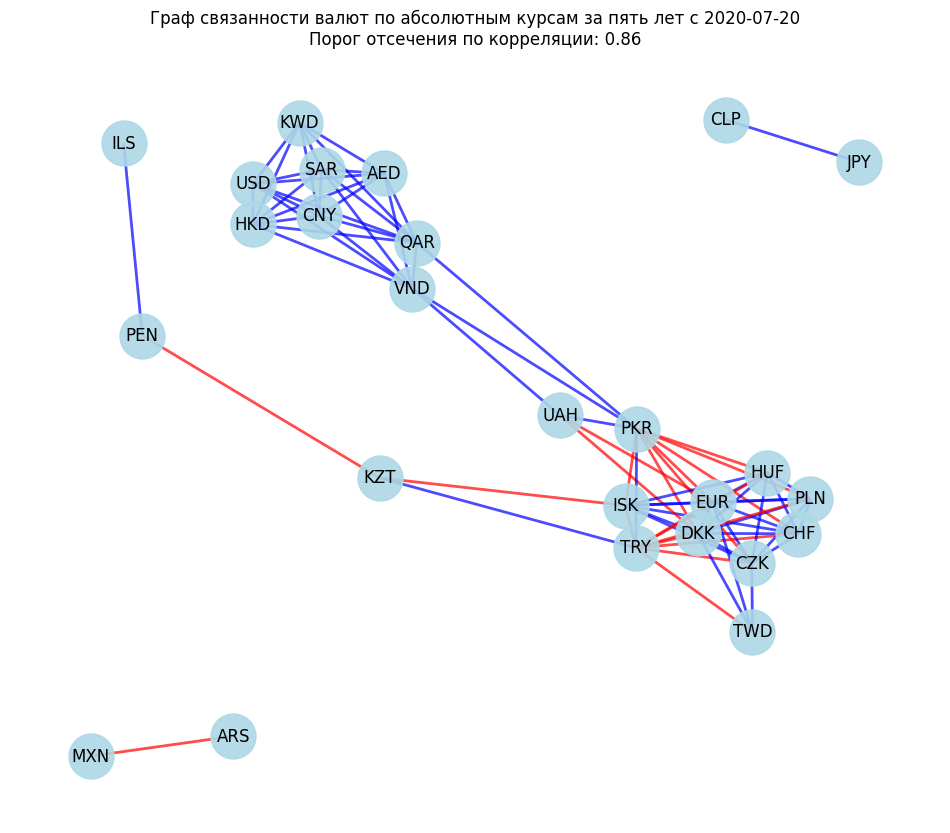 Граф связанности валют по абсолютным курсам за пять лет с 2020-07-20
Порог отсечения по корреляции: 0.86
CLP
KWD
ILS
JPY
SAR
AED
USD
CNY
HKD
QAR
VND
PEN
UAH
PKR
HUF
KZT
PLN
EUR
ISK
DKK
CHF
TRY
CZK
TWD
ARS
MXN